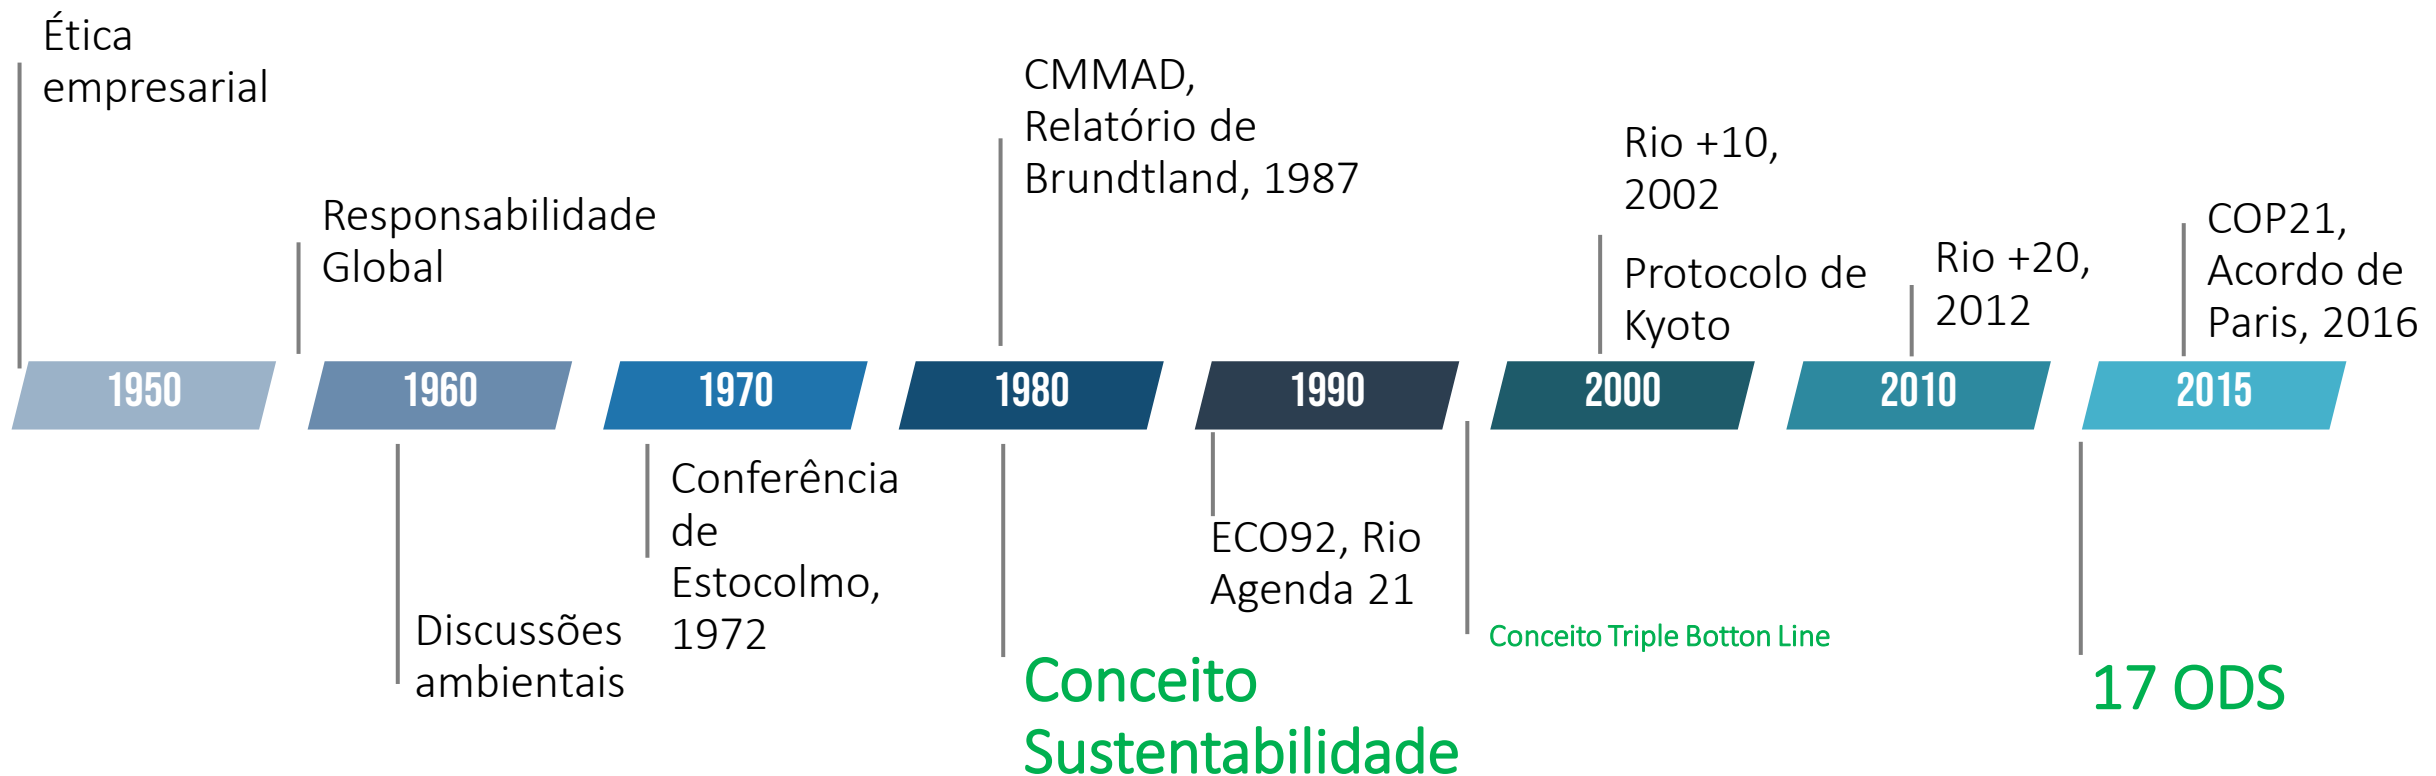 Ética
empresarial
Responsabilidade
Global
CMMAD,
Relatório de
Brundtland, 1987
Rio +10,
2002
Protocolo de
Kyoto
Rio +20,
2012
COP21,
Acordo de
Paris, 2016
1950
1960
1970
1980
1990
2000
2010
2015
Discussões
ambientais
Conferência
de
Estocolmo,
1972
Conceito
Sustentabilidade
ECO92, Rio
Agenda 21
Conceito Triple Botton Line
17 ODS